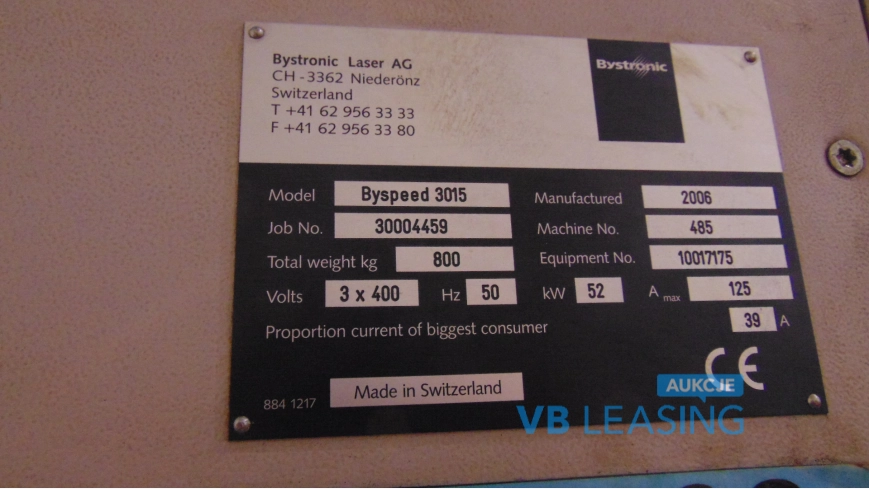 Bystronic Laser AG
CH-3362 Niederönz
Switzerland
T +41 62 956 33 33
F +41 62 956 33 80
Bystronic
Model Byspeed 3015 Manufactured 2006
Job No. 30004459 Machine No. 485
Total weight kg 800 Equipment No. 10017175
Volts 3 x 400 Hz 50 kW 52 A max 125
Proportion current of biggest consumer 39 A
884 1217 Made in Switzerland CE
AUKCJE
VB LEASING